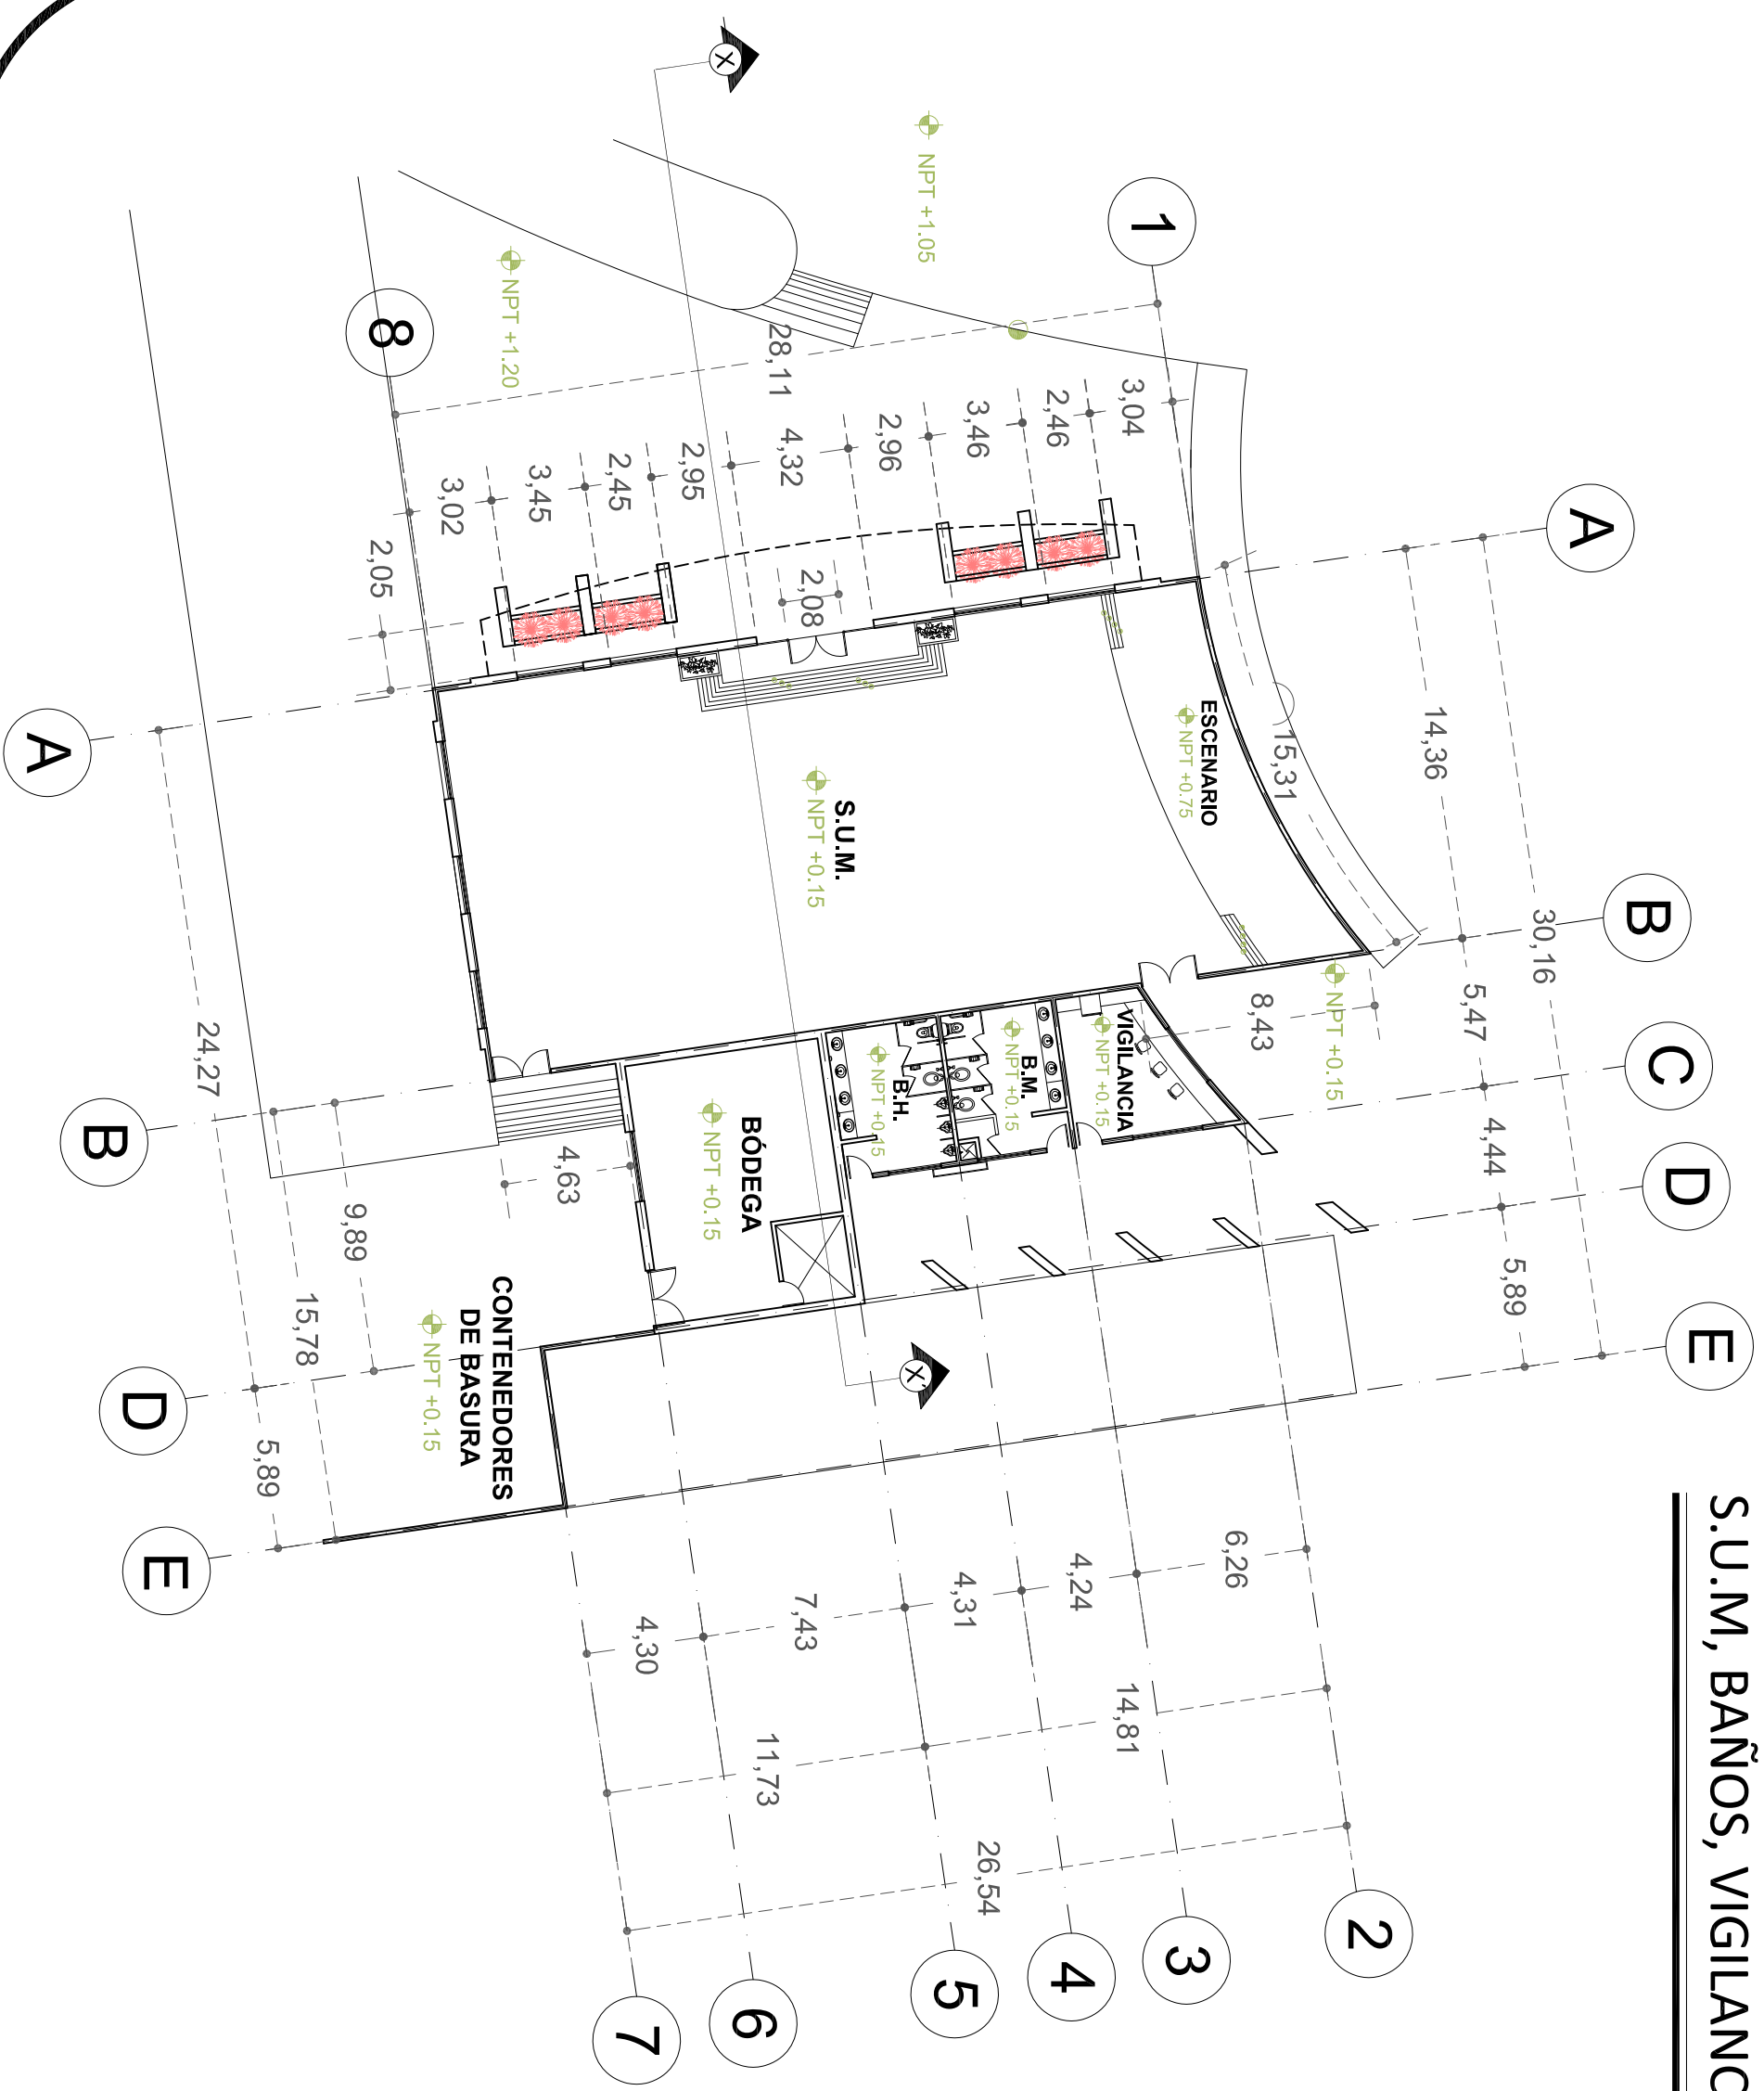 S.U.M, BAÑOS, VIGILANC
A
B
C
D
E
30,16
14,36
5,47
4,44
5,89
15,31
8,43
1
8
28,11
3,04
2,46
3,46
2,96
4,32
2,95
2,45
3,45
3,02
2,05
2,08
NPT +1.05
NPT +1.20
X
ESCENARIO
NPT +0.75
S.U.M.
NPT +0.15
NPT +0.15
VIGILANCIA
NPT +0.15
B.M.
NPT +0.15
B.H.
NPT +0.15
BÓDEGA
NPT +0.15
CONTENEDORES
DE BASURA
NPT +0.15
X'
4,63
9,89
15,78
24,27
5,89
A
B
D
E
6,26
4,24
4,31
7,43
4,30
14,81
11,73
26,54
2
3
4
5
6
7